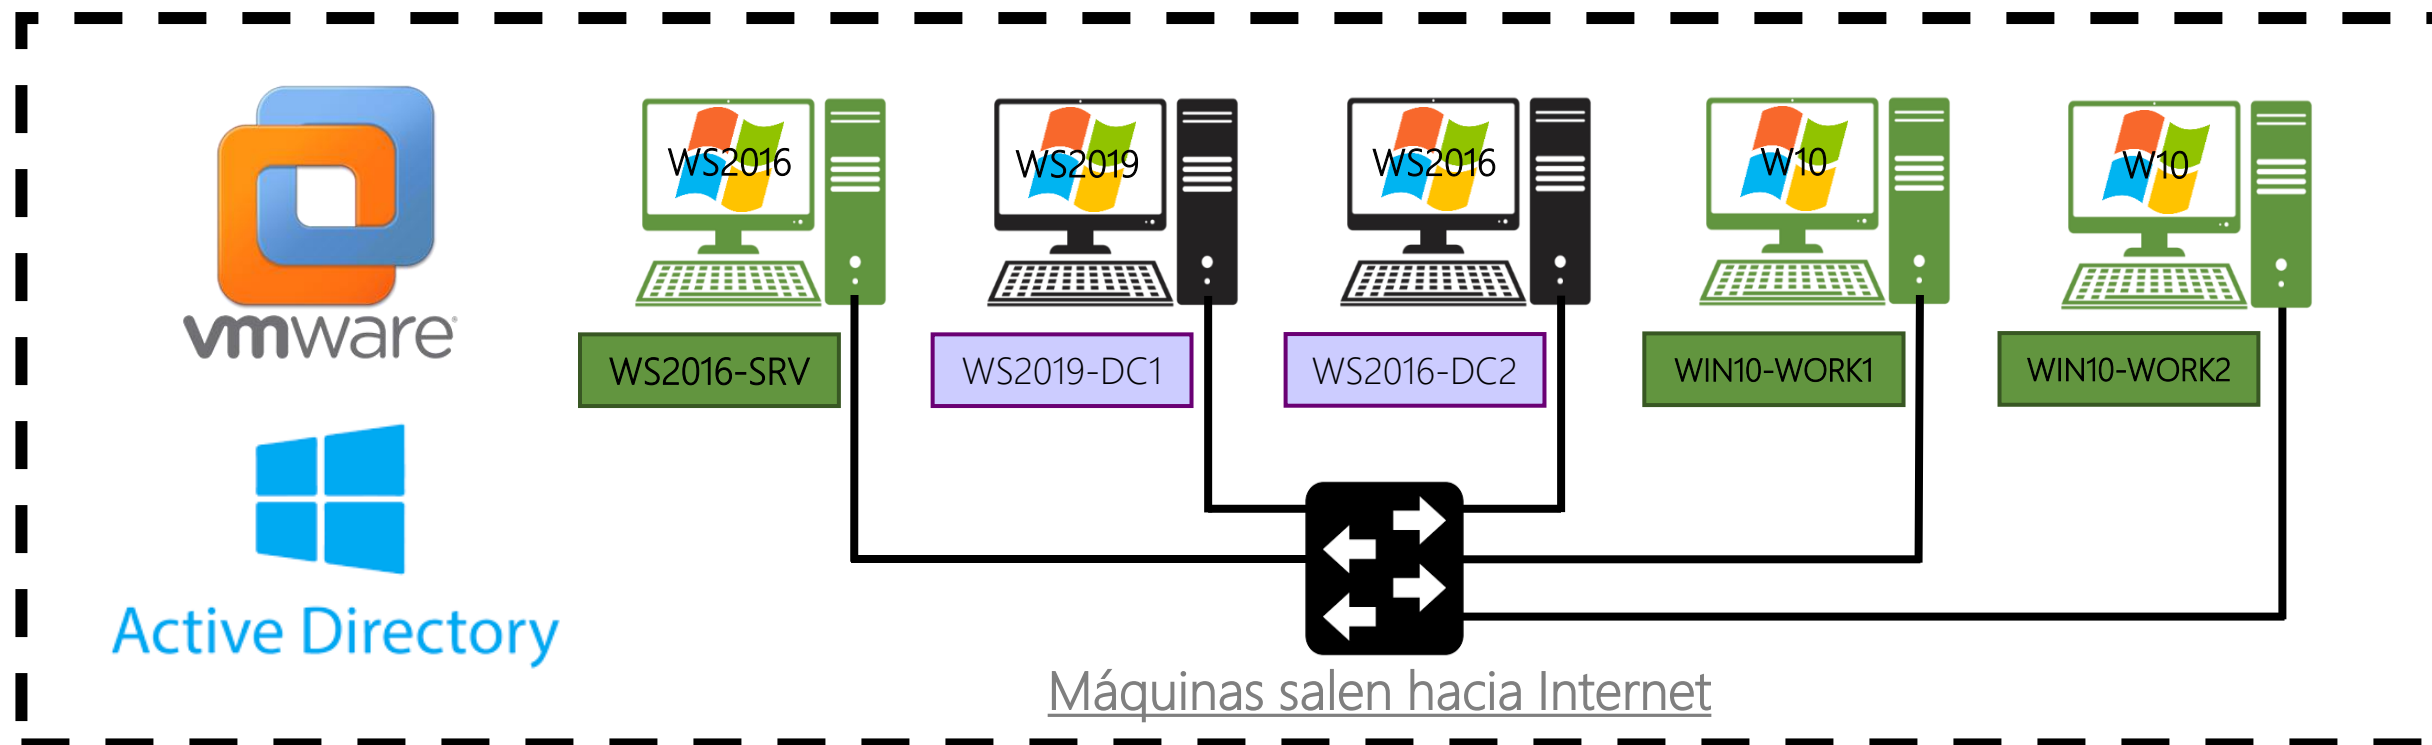 WS2016
WS2019
WS2016
W10
W10
vmware
WS2016-SRV
WS2019-DC1
WS2016-DC2
WIN10-WORK1
WIN10-WORK2
Active Directory
Máquinas salen hacia Internet